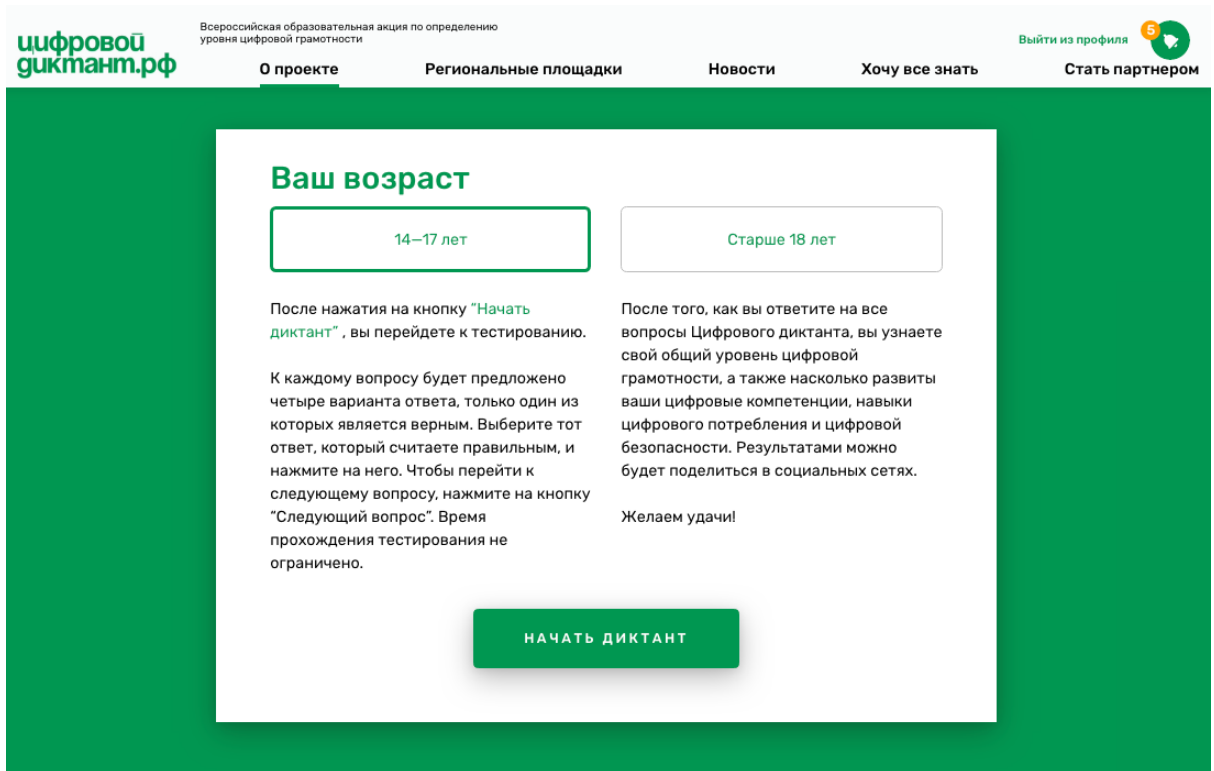 цифровой
диктант.рф
Всероссийская образовательная акция по определению
уровня цифровой грамотности
Выйти из профиля
5
О проекте
Региональные площадки
Новости
Хочу все знать
Стать партнером
Ваш возраст
14—17 лет
Старше 18 лет
После нажатия на кнопку “Начать
диктант” , вы перейдете к тестированию.
К каждому вопросу будет предложено
четыре варианта ответа, только один из
которых является верным. Выберите тот
ответ, который считаете правильным, и
нажмите на него. Чтобы перейти к
следующему вопросу, нажмите на кнопку
“Следующий вопрос”. Время
прохождения тестирования не
ограничено.
После того, как вы ответите на все
вопросы Цифрового диктанта, вы узнаете
свой общий уровень цифровой
грамотности, а также насколько развиты
ваши цифровые компетенции, навыки
цифрового потребления и цифровой
безопасности. Результатами можно
будет поделиться в социальных сетях.
Желаем удачи!
НАЧАТЬ ДИКТАНТ